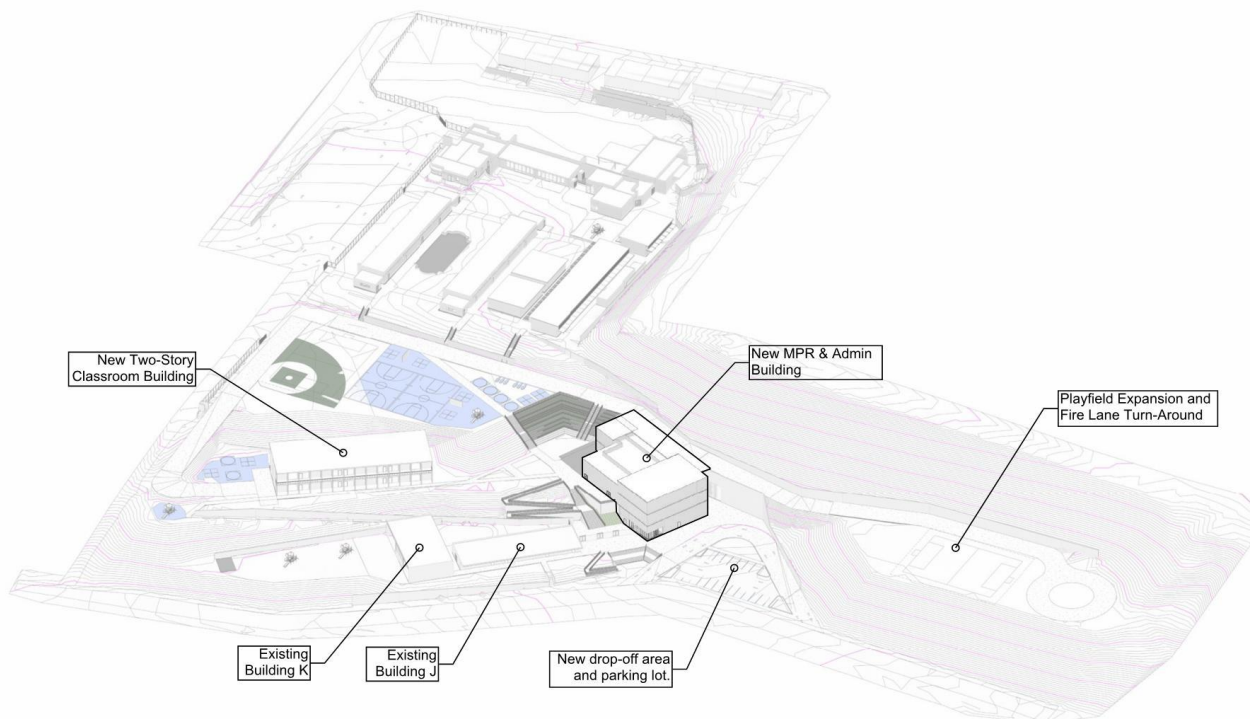 New Two-Story
Classroom Building
New MPR & Admin
Building
Playfield Expansion and
Fire Lane Turn-Around
Existing
Building K
Existing
Building J
New drop-off area
and parking lot.